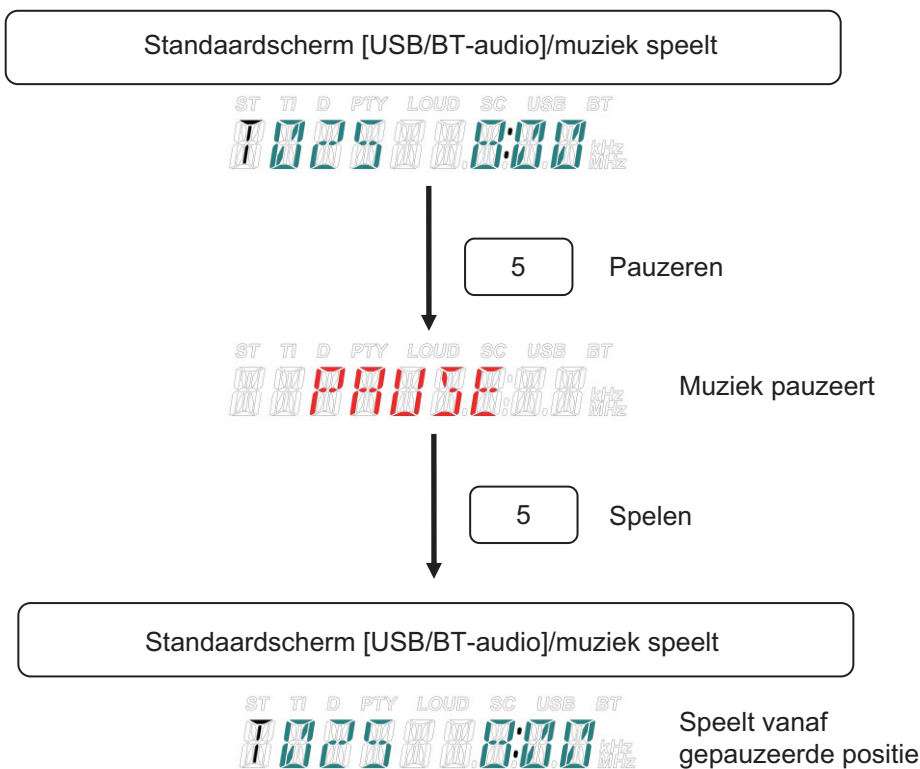 Standaardscherm [USB/BT-audio]/muziek speelt
ST TI D PTY LOUD SC USB BT
T025 8:00 kHz MHz
5 Pauzeren
ST TI D PTY LOUD SC USB BT
PAUSE kHz MHz
Muziek pauzeert
5 Spelen
Standaardscherm [USB/BT-audio]/muziek speelt
ST TI D PTY LOUD SC USB BT
T025 8:00 kHz MHz
Speelt vanaf
gepauzeerde positie